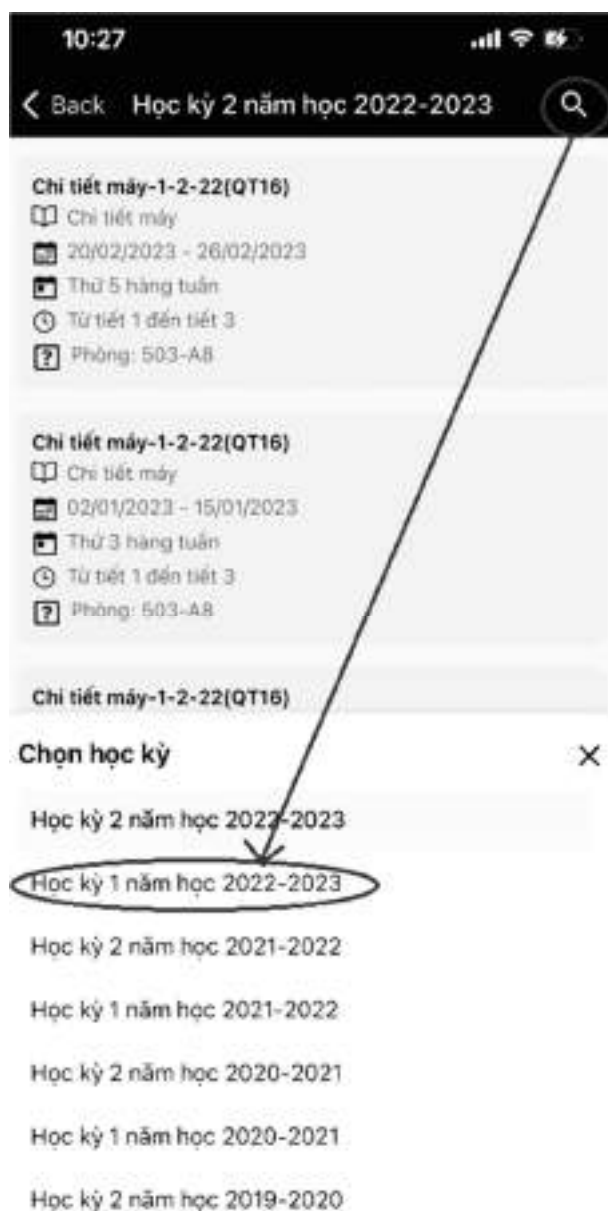 10:27
Back Học kỳ 2 năm học 2022-2023
Chi tiết máy-1-2-22(QT16)
Chi tiết máy
20/02/2023 - 26/02/2023
Thứ 5 hàng tuần
Từ tiết 1 đến tiết 3
Phòng: 503-A8
Chi tiết máy-1-2-22(QT16)
Chi tiết máy
02/01/2023 - 15/01/2023
Thứ 3 hàng tuần
Từ tiết 1 đến tiết 3
Phòng: 503-A8
Chi tiết máy-1-2-22(QT16)
Chọn học kỳ
Học kỳ 2 năm học 2022-2023
Học kỳ 1 năm học 2022-2023
Học kỳ 2 năm học 2021-2022
Học kỳ 1 năm học 2021-2022
Học kỳ 2 năm học 2020-2021
Học kỳ 1 năm học 2020-2021
Học kỳ 2 năm học 2019-2020